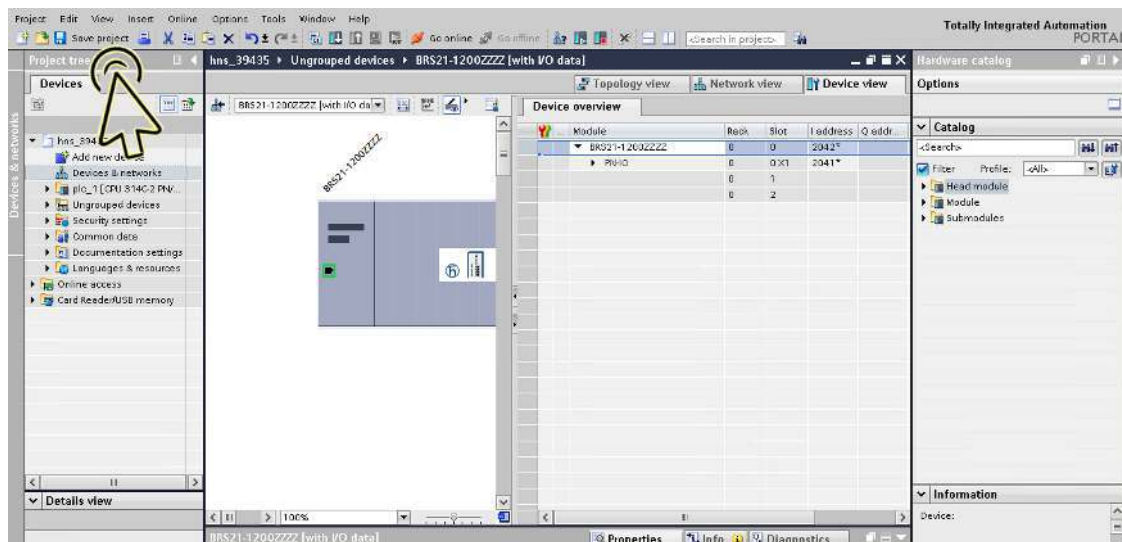 Project Edit View Insert Online Options Tools Window Help
Totally Integrated Automation
PORTAL
Save project
Go online
Go offline
<Search in project>
Project tree
hns_39435 ▸ Ungrouped devices ▸ BRS21-1200ZZZZ [with I/O data]
Hardware catalog
Devices
Topology view
Network view
Device view
Options
BRS21-1200ZZZZ [with I/O da
Device overview
Devices & networks
Module Rack Slot I address Q addr...
Catalog
BRS21-1200ZZZZ 0 0 2042*
<Search>
PN-IO 0 0 X1 2041*
Filter Profile: <All>
0 1
Head module
0 2
Module
Submodules
Add new
Devices & networks
plc_1 [CPU 314C-2 PN/...
Ungrouped devices
Security settings
Common data
Documentation settings
Languages & resources
Online access
Card Reader/USB memory
BRS21-1200ZZZZ
Details view
100%
Information
Device:
BRS21-1200ZZZZ [with I/O data]
Properties
Info
Diagnostics